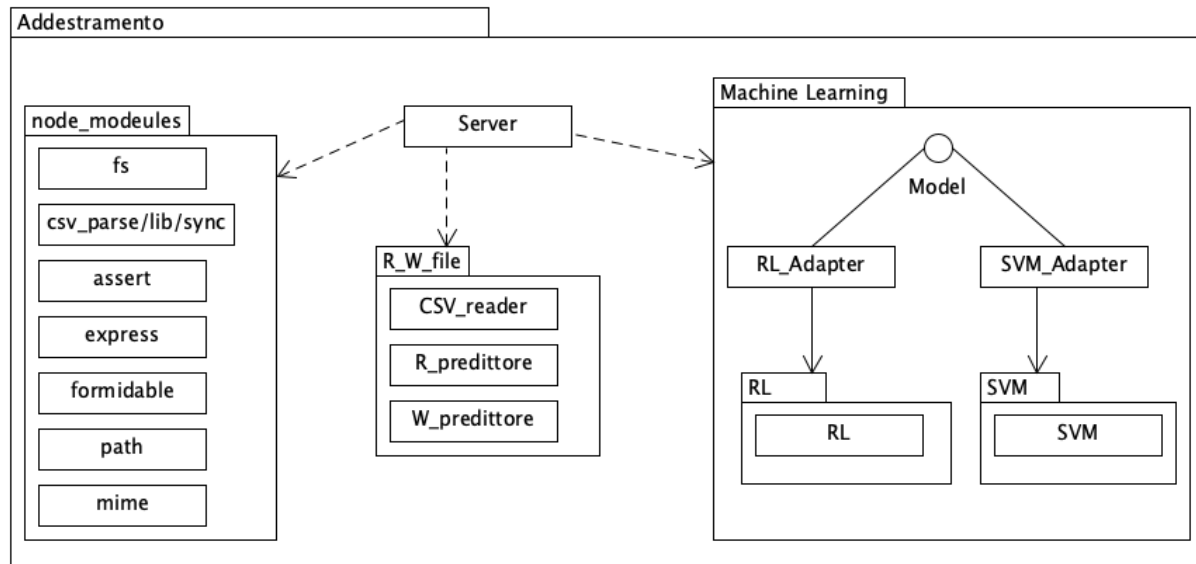 Addestramento
node_modeules
fs
csv_parse/lib/sync
assert
express
formidable
path
mime
Server
R_W_file
CSV_reader
R_predittore
W_predittore
Machine Learning
Model
RL_Adapter
SVM_Adapter
RL
RL
SVM
SVM